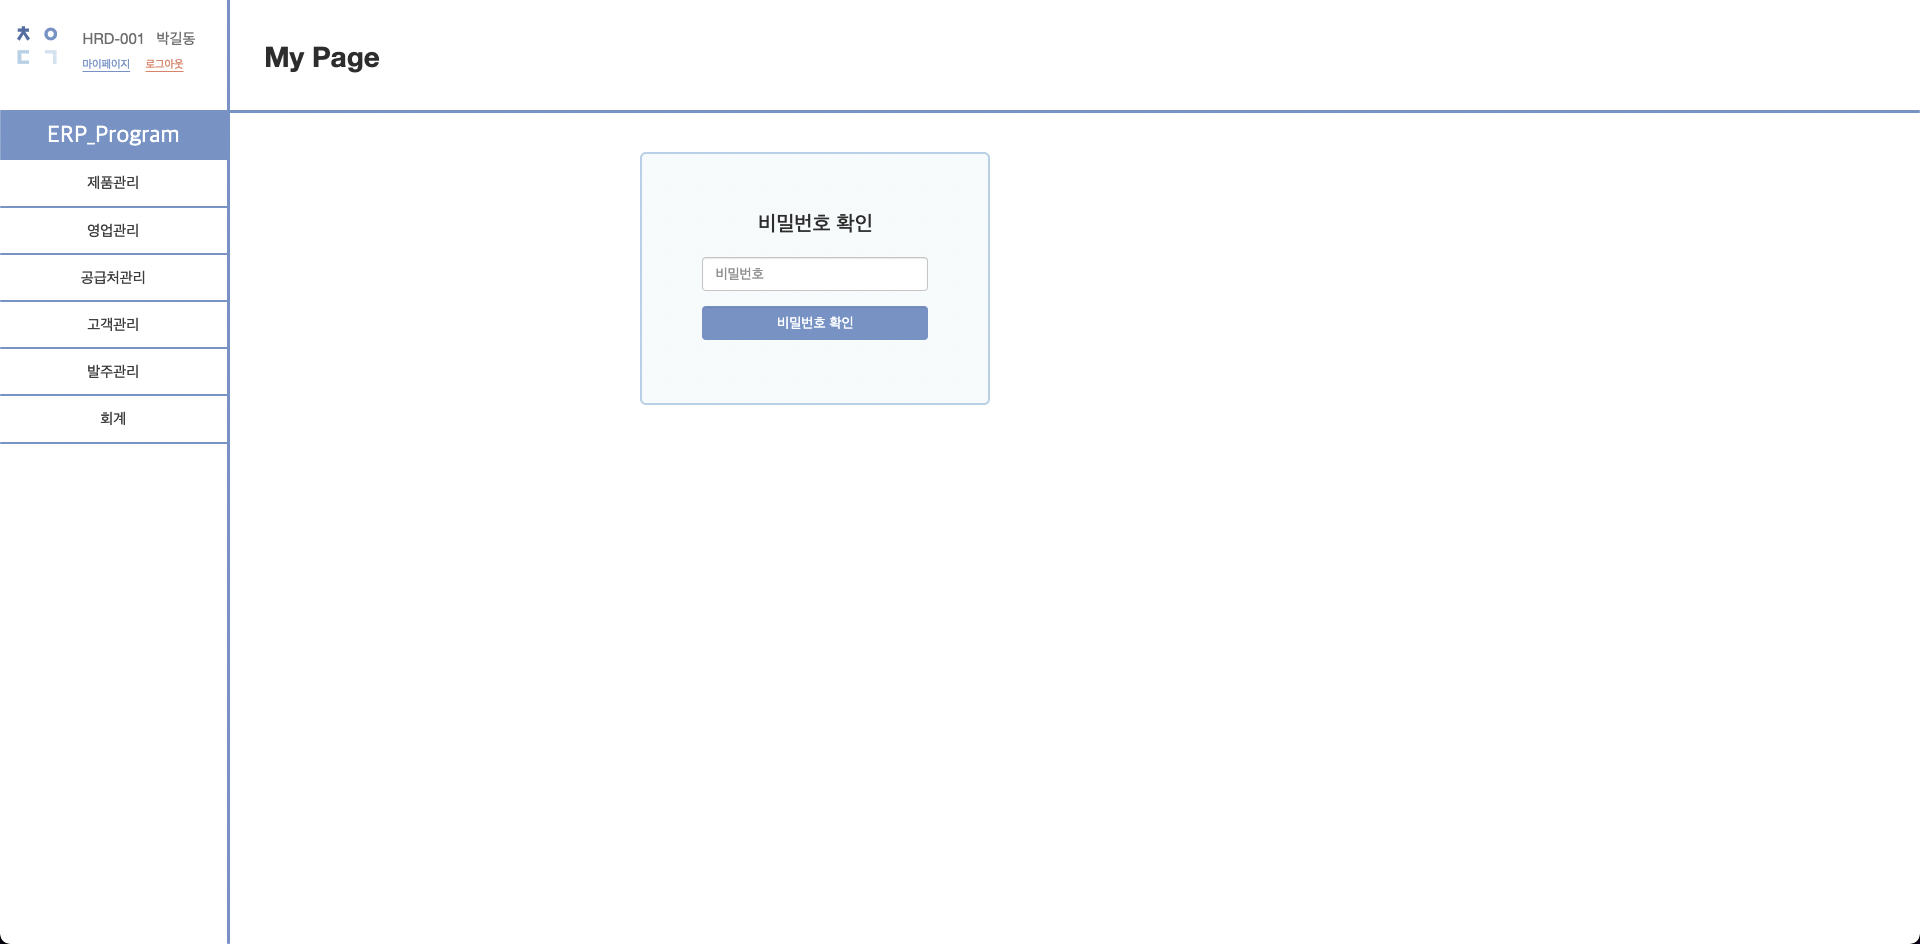 ㅊㅇ
ㄷㄱ
HRD-001 박길동
마이페이지 로그아웃
My Page
ERP_Program
제품관리
영업관리
공급처관리
고객관리
발주관리
회계
비밀번호 확인
비밀번호
비밀번호 확인